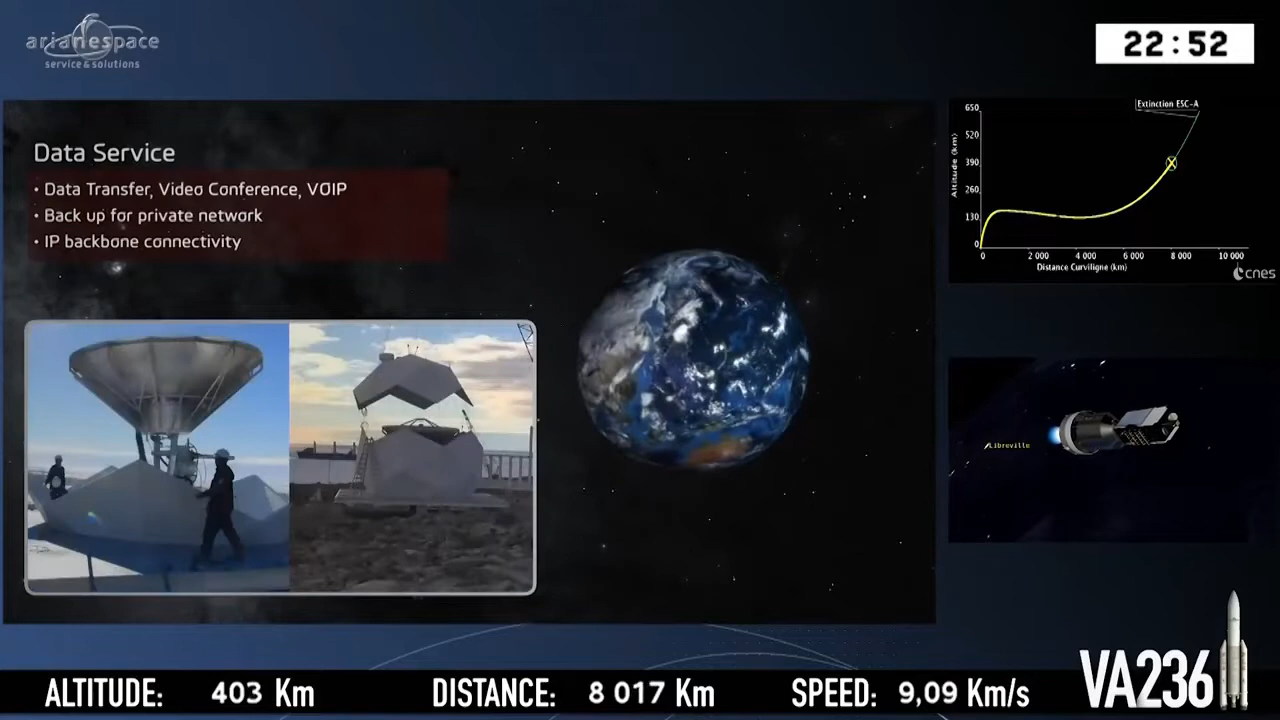 arianespace
service & solutions
22:52
Data Service
• Data Transfer, Video Conference, VOIP
• Back up for private network
• IP backbone connectivity
Extinction ESC-A
Altitude (km)
650
520
390
260
130
0
0 2 000 4 000 6 000 8 000 10 000
Distance Curviligne (km)
cnes
Libreville
VA236
ALTITUDE: 403 Km DISTANCE: 8 017 Km SPEED: 9,09 Km/s